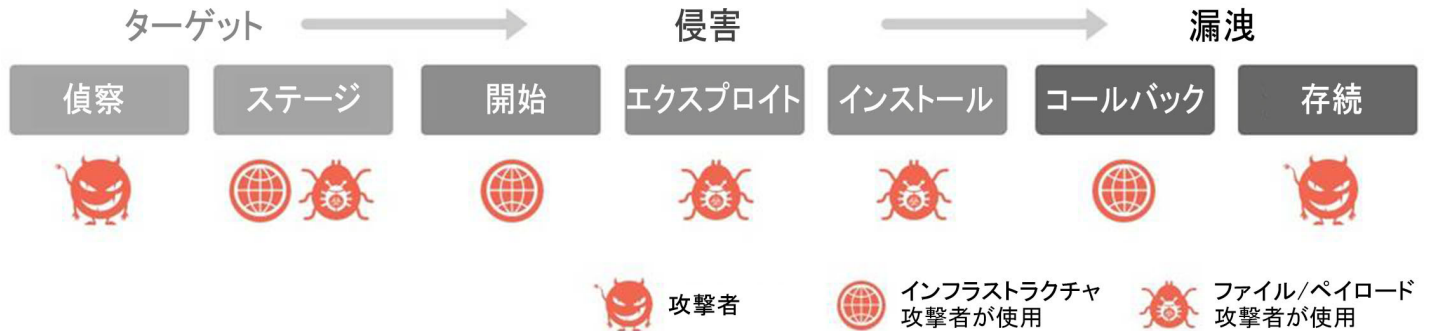 ターゲット
侵害
漏洩
偵察
ステージ
開始
エクスプロイト
インストール
コールバック
存続
攻撃者
インフラストラクチャ
攻撃者が使用
ファイル/ペイロード
攻撃者が使用